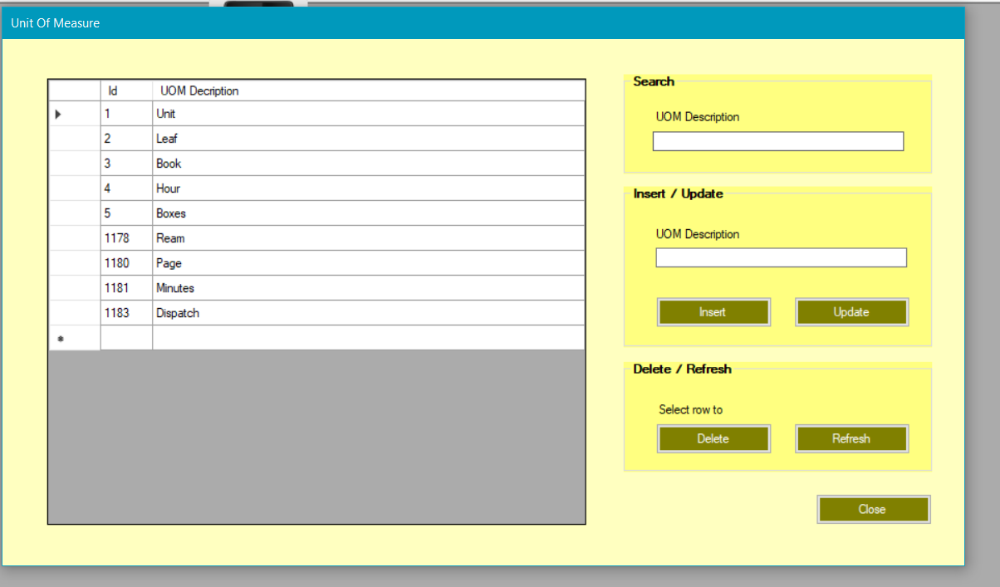 Unit Of Measure
Id UOM Decription
1 Unit
2 Leaf
3 Book
4 Hour
5 Boxes
1178 Ream
1180 Page
1181 Minutes
1183 Dispatch
Search
UOM Description
Insert / Update
UOM Description
Insert Update
Delete / Refresh
Select row to
Delete Refresh
Close